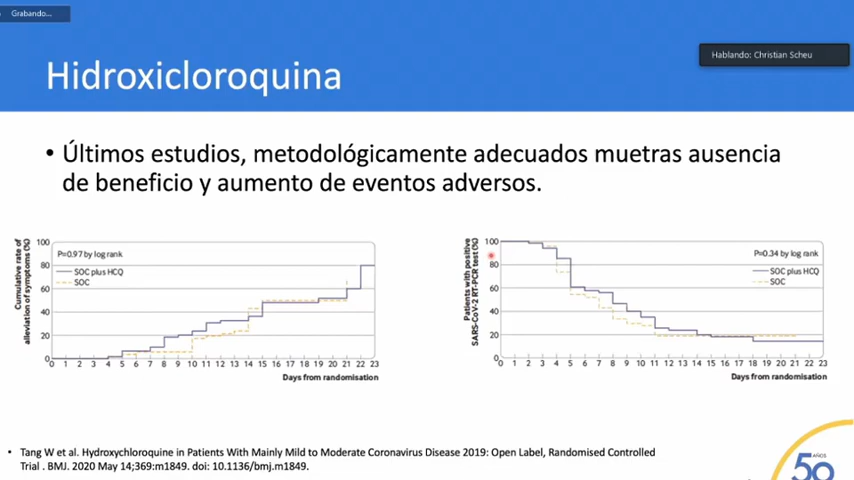 Grabando...
Hablando: Christian Scheu
Hidroxicloroquina
• Últimos estudios, metodológicamente adecuados muetras ausencia
de beneficio y aumento de eventos adversos.
Cumulative rate of
alleviation of symptoms (%)
100
80
60
40
20
0
P=0.97 by log rank
SOC plus HCQ
SOC
0 1 2 3 4 5 6 7 8 9 10 11 12 13 14 15 16 17 18 19 20 21 22 23
Days from randomisation
Patients with positive
SARS-CoV-2 RT-PCR test (%)
100
80
60
40
20
0
P=0.34 by log rank
SOC plus HCQ
SOC
0 1 2 3 4 5 6 7 8 9 10 11 12 13 14 15 16 17 18 19 20 21 22 23
Days from randomisation
• Tang W et al. Hydroxychloroquine in Patients With Mainly Mild to Moderate Coronavirus Disease 2019: Open Label, Randomised Controlled
Trial . BMJ. 2020 May 14;369:m1849. doi: 10.1136/bmj.m1849.
50 AÑOS